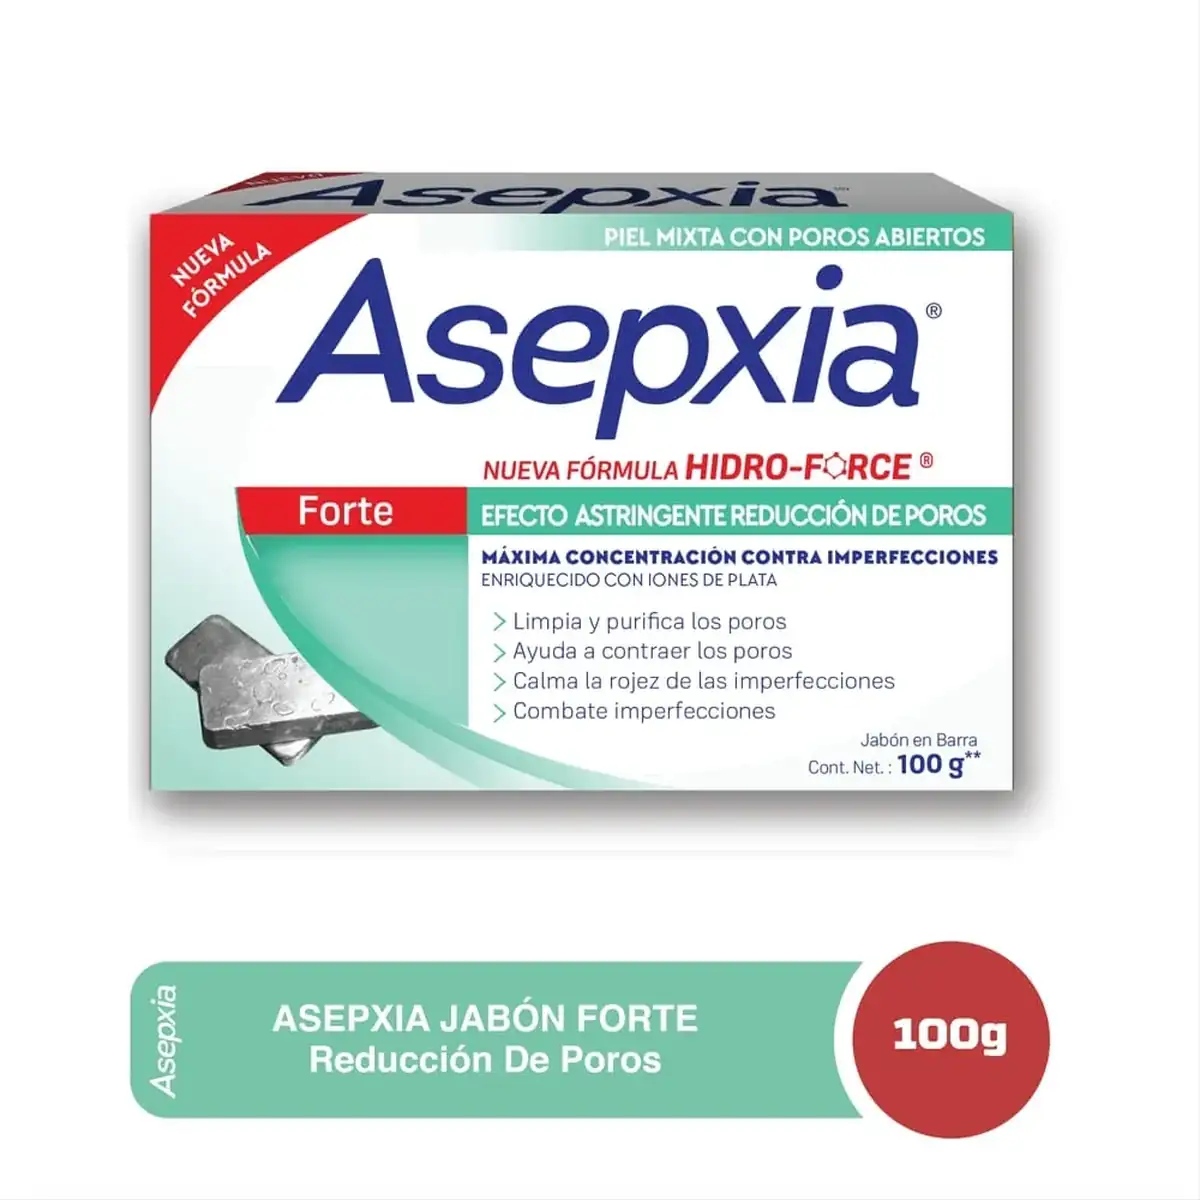 NUEVO
Asepxia
NUEVA
FÓRMULA
PIEL MIXTA CON POROS ABIERTOS
Asepxia®
NUEVA FÓRMULA HIDRO-FORCE®
Forte
EFECTO ASTRINGENTE REDUCCIÓN DE POROS
MÁXIMA CONCENTRACIÓN CONTRA IMPERFECCIONES
ENRIQUECIDO CON IONES DE PLATA
Limpia y purifica los poros
Ayuda a contraer los poros
Calma la rojez de las imperfecciones
Combate imperfecciones
Jabón en Barra
Cont. Net. : 100 g**
Asepxia
ASEPXIA JABÓN FORTE
Reducción De Poros
100g